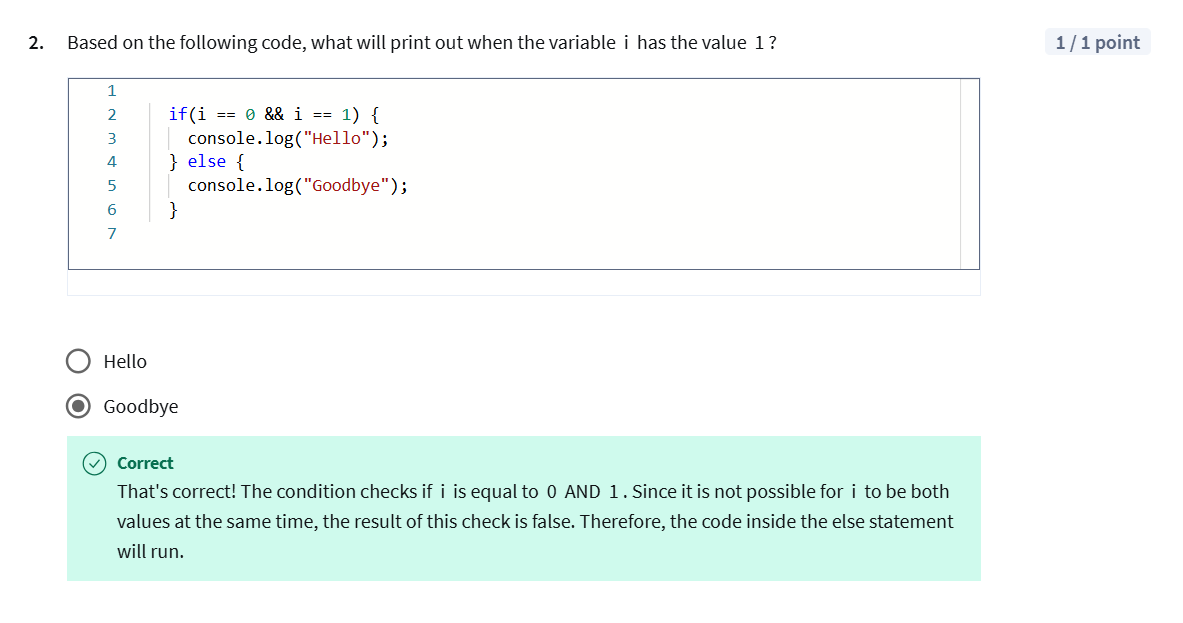 2. Based on the following code, what will print out when the variable i has the value 1?
1 / 1 point
1
2 if(i == 0 && i == 1) {
3 console.log("Hello");
4 } else {
5 console.log("Goodbye");
6 }
7
Hello
Goodbye
Correct
That's correct! The condition checks if i is equal to 0 AND 1. Since it is not possible for i to be both
values at the same time, the result of this check is false. Therefore, the code inside the else statement
will run.